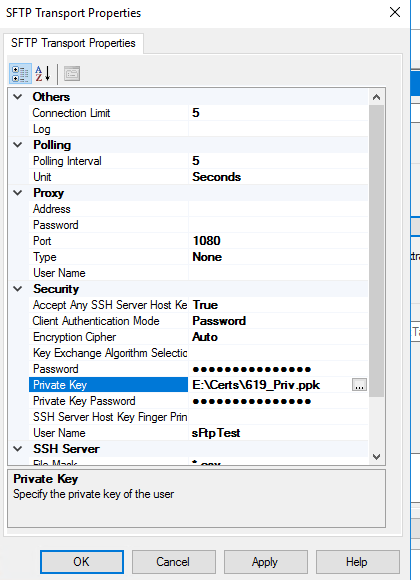 SFTP Transport Properties
SFTP Transport Properties
Others
Connection Limit 5
Log
Polling
Polling Interval 5
Unit Seconds
Proxy
Address
Password
Port 1080
Type None
User Name
Security
Accept Any SSH Server Host Ke True
Client Authentication Mode Password
Encryption Cipher Auto
Key Exchange Algorithm Selectio
Password ●●●●●●●●●●●●●●●
Private Key E:\Certs\619_Priv.ppk ...
Private Key Password ●●●●●●●●●●●●●●●
SSH Server Host Key Finger Prin
User Name sFtpTest
SSH Server
File Mask *.csv
Private Key
Specify the private key of the user
OK Cancel Apply Help